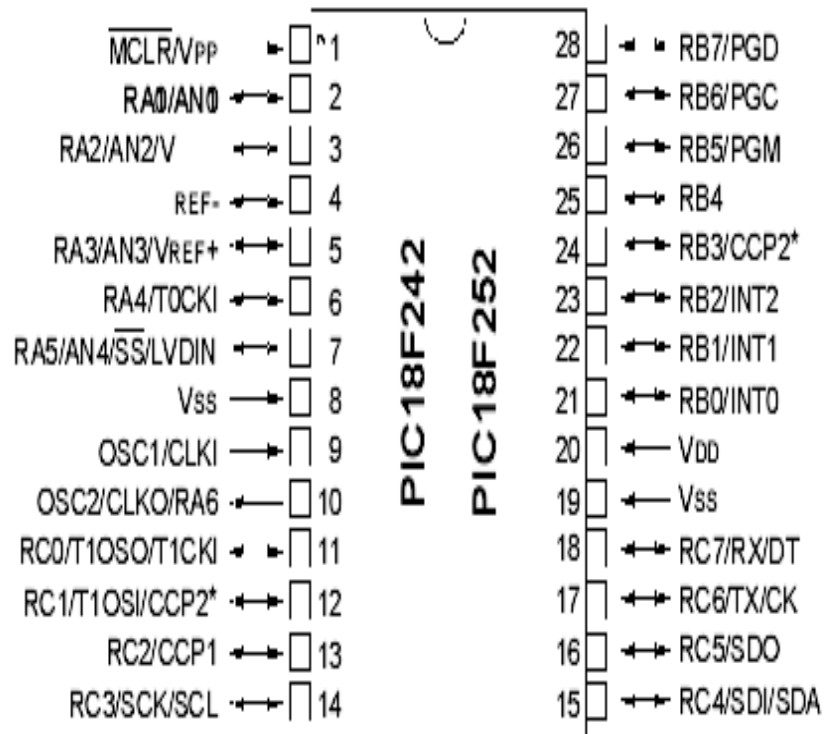 MCLR/VPP 1 28 RB7/PGD
RA0/AN0 2 27 RB6/PGC
RA2/AN2/V 3 26 RB5/PGM
REF- 4 25 RB4
RA3/AN3/VREF+ 5 24 RB3/CCP2*
RA4/T0CKI 6 23 RB2/INT2
RA5/AN4/SS/LVDIN 7 22 RB1/INT1
VSS 8 21 RB0/INT0
OSC1/CLKI 9 20 VDD
OSC2/CLKO/RA6 10 19 VSS
RC0/T1OSO/T1CKI 11 18 RC7/RX/DT
RC1/T1OSI/CCP2* 12 17 RC6/TX/CK
RC2/CCP1 13 16 RC5/SDO
RC3/SCK/SCL 14 15 RC4/SDI/SDA
PIC18F242
PIC18F252